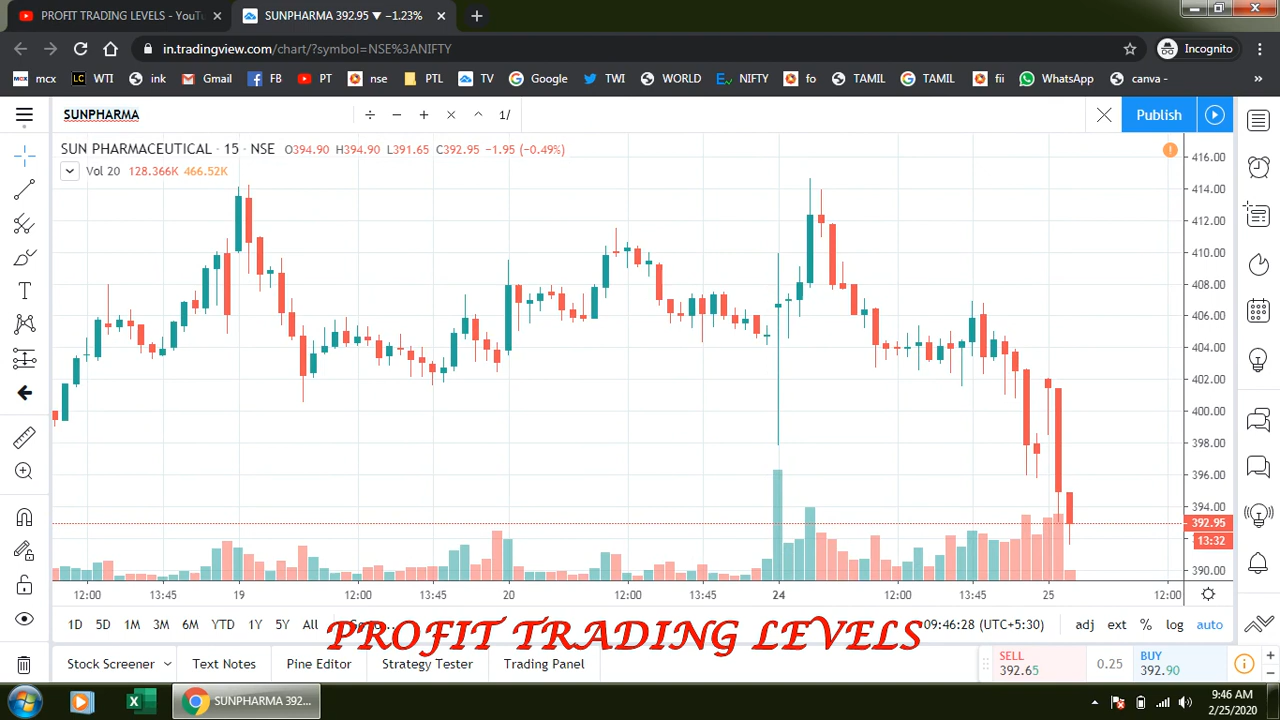 PROFIT TRADING LEVELS - YouTu
SUNPHARMA 392.95 ▼ −1.23%
in.tradingview.com/chart/?symbol=NSE%3ANIFTY
Incognito
mcx LC WTI ink Gmail FB PT nse PTL TV Google TWI WORLD NIFTY fo TAMIL TAMIL fii WhatsApp canva - »
SUNPHARMA
÷ − + × ^ 1/
Publish
SUN PHARMACEUTICAL · 15 · NSE O394.90 H394.90 L391.65 C392.95 −1.95 (−0.49%)
Vol 20 128.366K 466.52K
416.00
414.00
412.00
410.00
408.00
406.00
404.00
402.00
400.00
398.00
396.00
394.00
392.95
13:32
390.00
12:00 13:45 19 12:00 13:45 20 12:00 13:45 24 12:00 13:45 25 12:00
1D 5D 1M 3M 6M YTD 1Y 5Y All
09:46:28 (UTC+5:30) adj ext % log auto
PROFIT TRADING LEVELS
Stock Screener Text Notes Pine Editor Strategy Tester Trading Panel
SELL
392.65
0.25
BUY
392.90
SUNPHARMA 392...
9:46 AM
2/25/2020